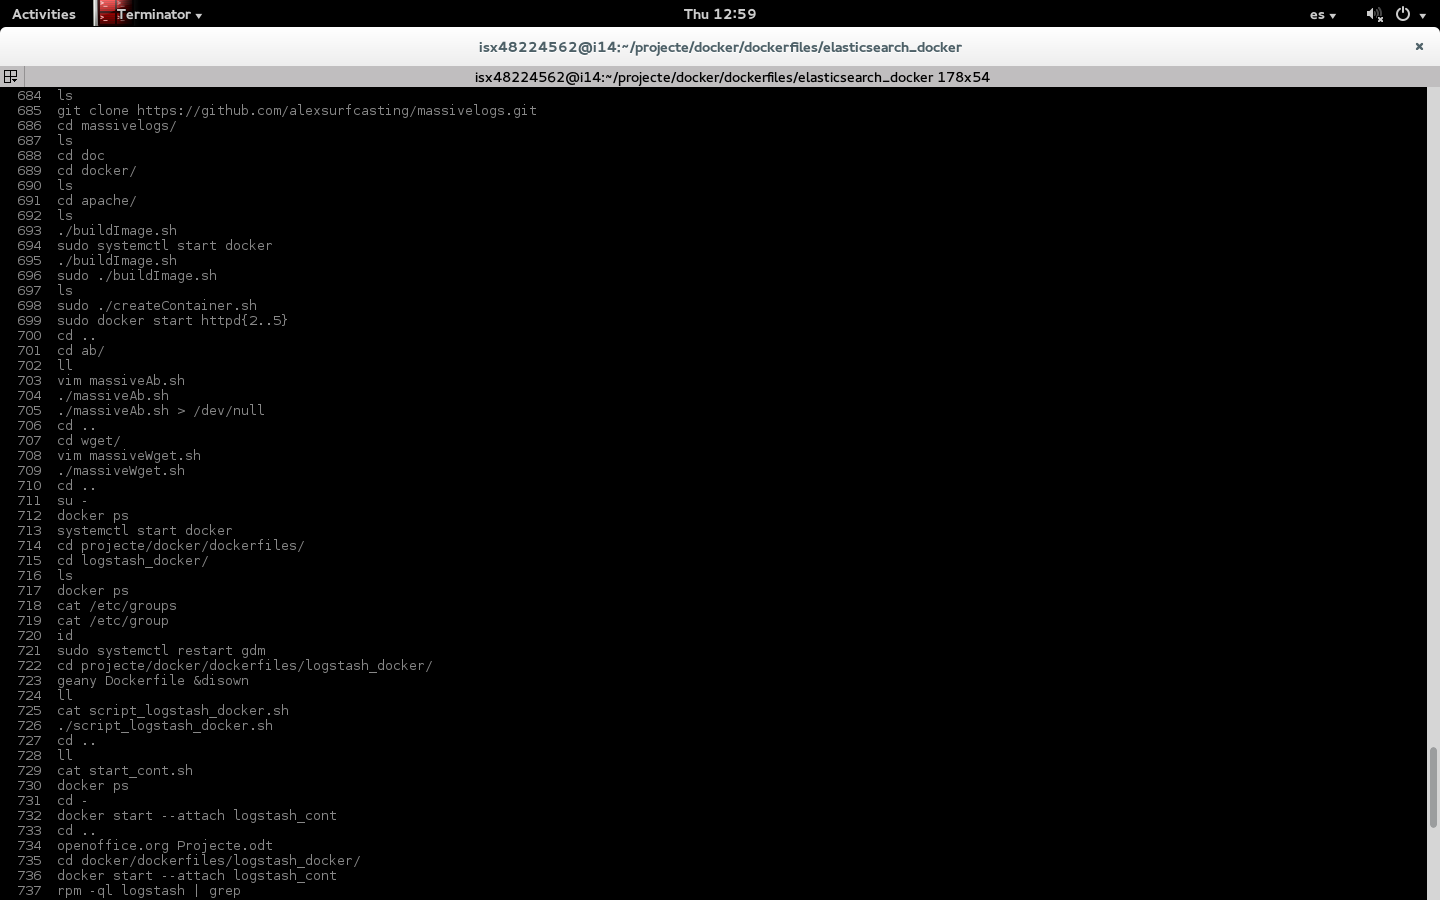 Activities Terminator Thu 12:59 es
isx48224562@i14:~/projecte/docker/dockerfiles/elasticsearch_docker
isx48224562@i14:~/projecte/docker/dockerfiles/elasticsearch_docker 178x54
684 ls
685 git clone https://github.com/alexsurfcasting/massivelogs.git
686 cd massivelogs/
687 ls
688 cd doc
689 cd docker/
690 ls
691 cd apache/
692 ls
693 ./buildImage.sh
694 sudo systemctl start docker
695 ./buildImage.sh
696 sudo ./buildImage.sh
697 ls
698 sudo ./createContainer.sh
699 sudo docker start httpd{2..5}
700 cd ..
701 cd ab/
702 ll
703 vim massiveAb.sh
704 ./massiveAb.sh
705 ./massiveAb.sh > /dev/null
706 cd ..
707 cd wget/
708 vim massiveWget.sh
709 ./massiveWget.sh
710 cd ..
711 su -
712 docker ps
713 systemctl start docker
714 cd projecte/docker/dockerfiles/
715 cd logstash_docker/
716 ls
717 docker ps
718 cat /etc/groups
719 cat /etc/group
720 id
721 sudo systemctl restart gdm
722 cd projecte/docker/dockerfiles/logstash_docker/
723 geany Dockerfile &disown
724 ll
725 cat script_logstash_docker.sh
726 ./script_logstash_docker.sh
727 cd ..
728 ll
729 cat start_cont.sh
730 docker ps
731 cd -
732 docker start --attach logstash_cont
733 cd ..
734 openoffice.org Projecte.odt
735 cd docker/dockerfiles/logstash_docker/
736 docker start --attach logstash_cont
737 rpm -ql logstash | grep